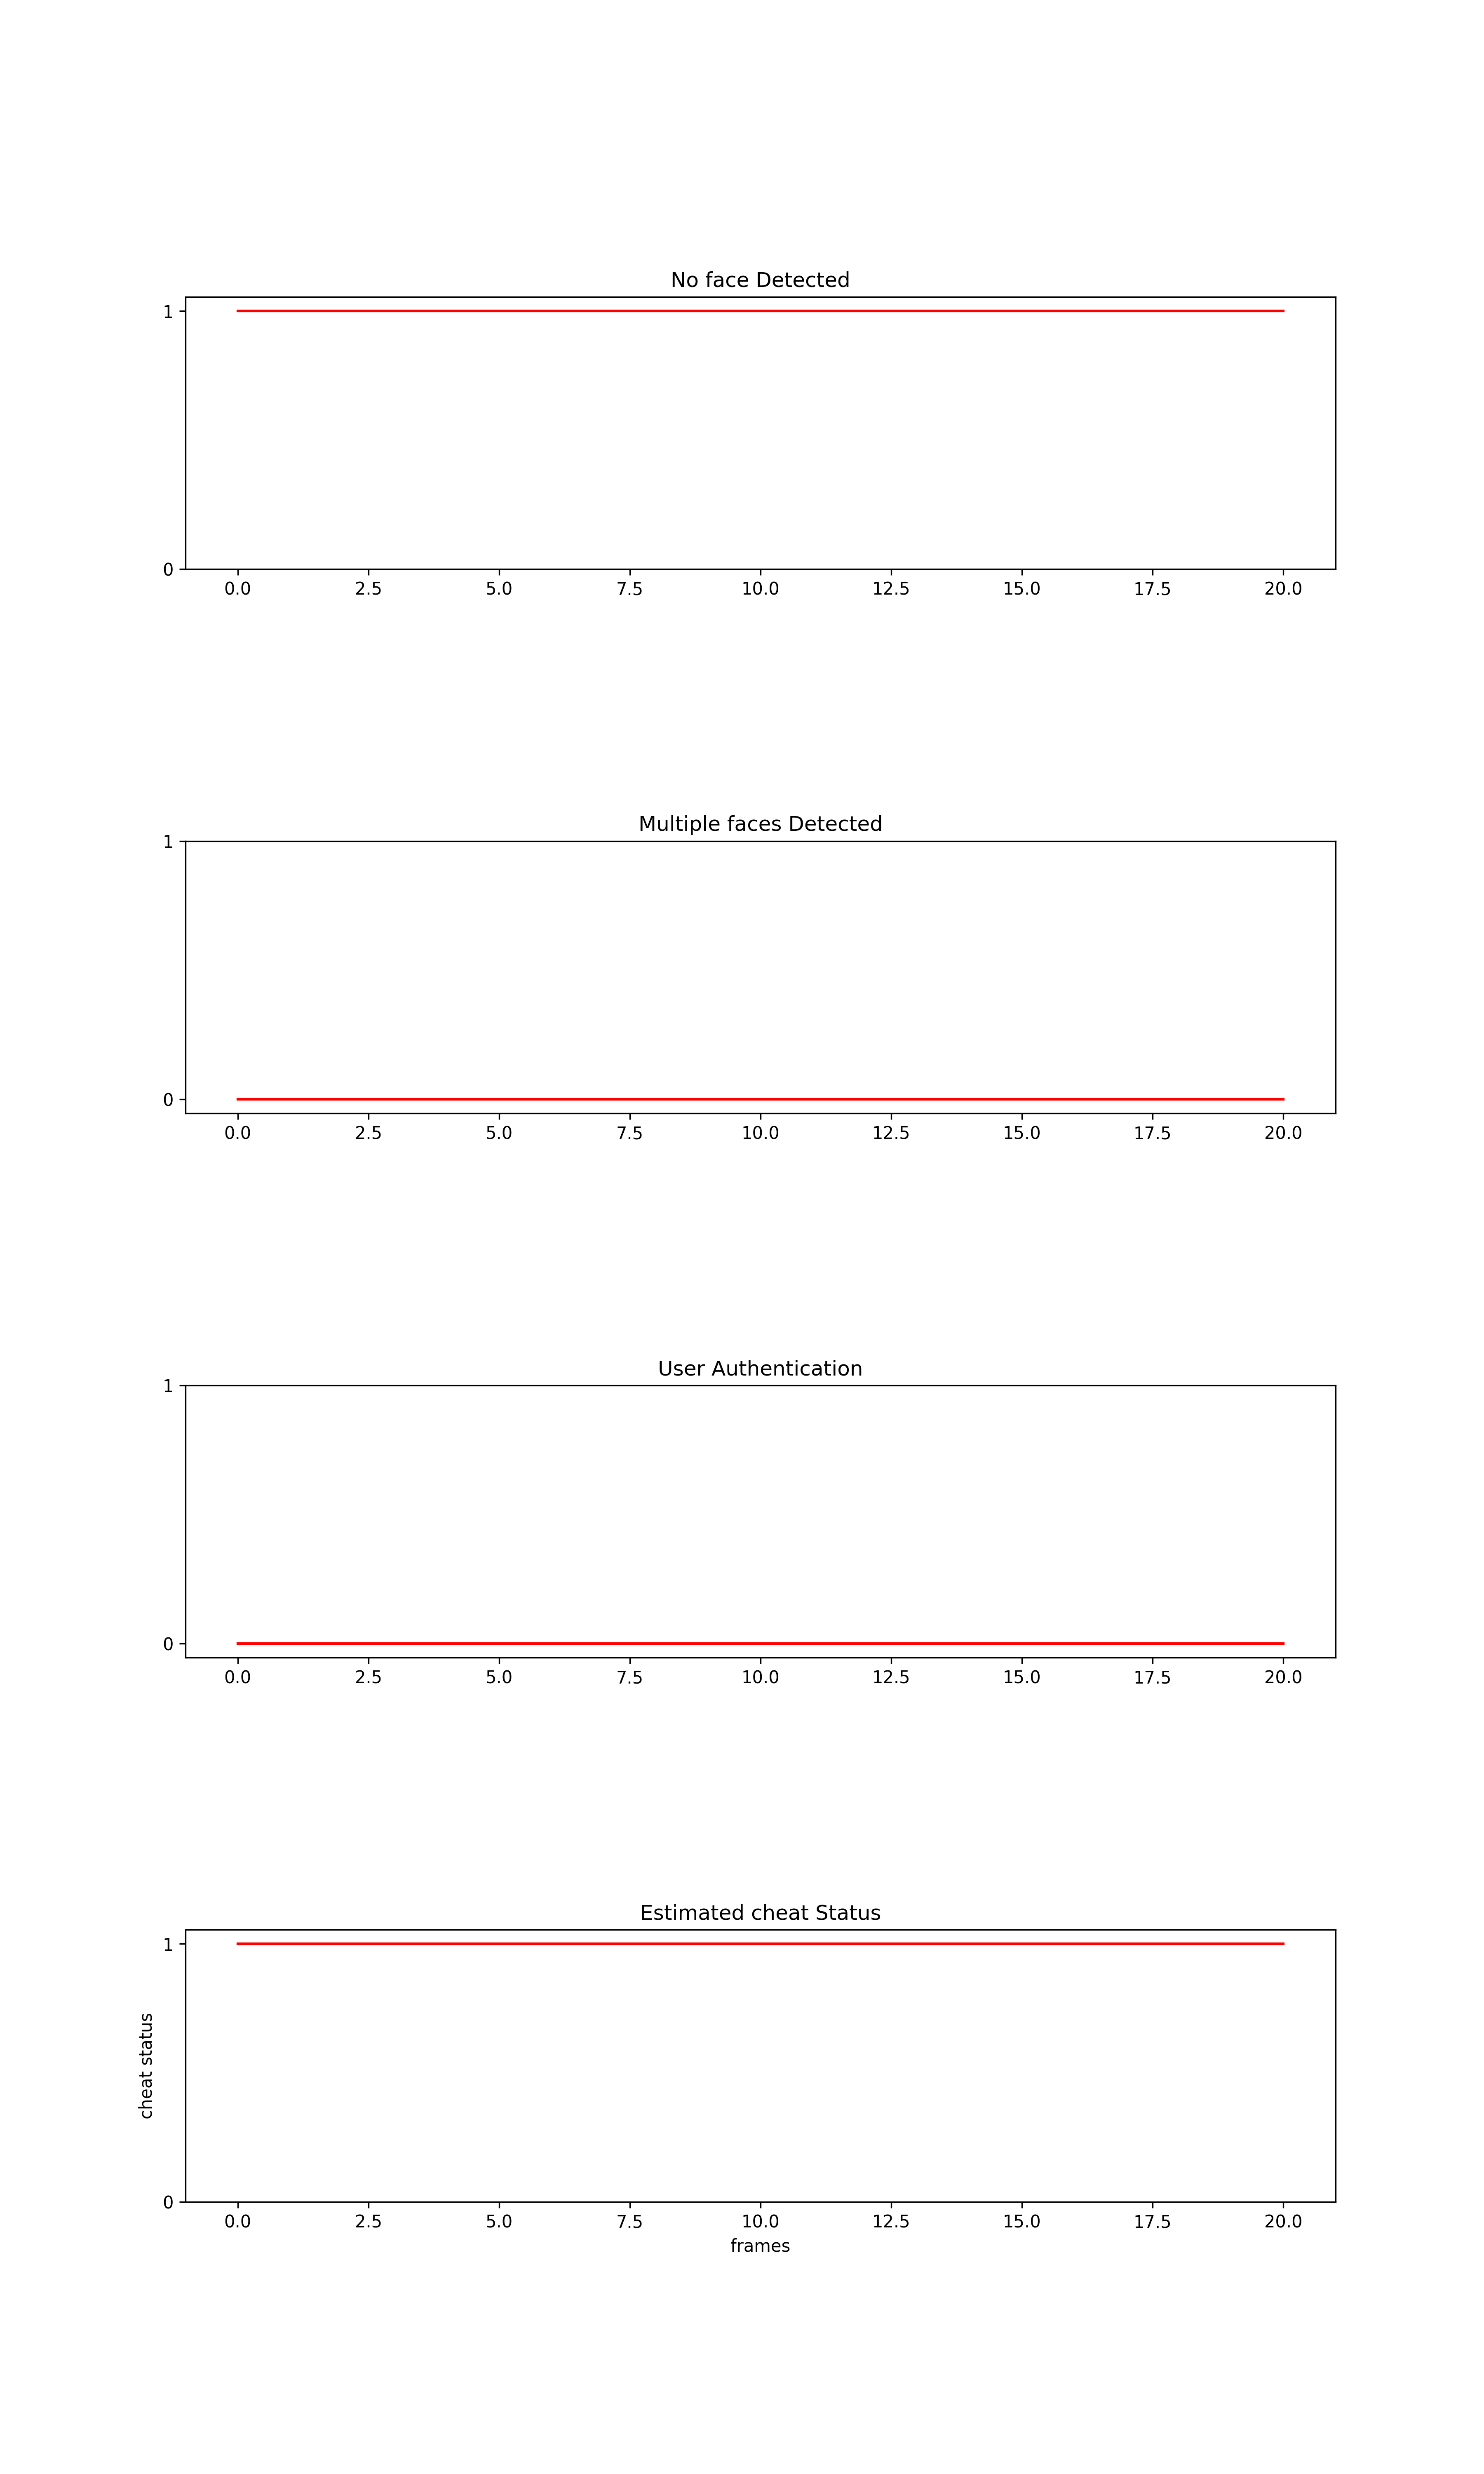 No face Detected
1
0
0.0 2.5 5.0 7.5 10.0 12.5 15.0 17.5 20.0
Multiple faces Detected
1
0
0.0 2.5 5.0 7.5 10.0 12.5 15.0 17.5 20.0
User Authentication
1
0
0.0 2.5 5.0 7.5 10.0 12.5 15.0 17.5 20.0
Estimated cheat Status
1
cheat status
0
0.0 2.5 5.0 7.5 10.0 12.5 15.0 17.5 20.0
frames